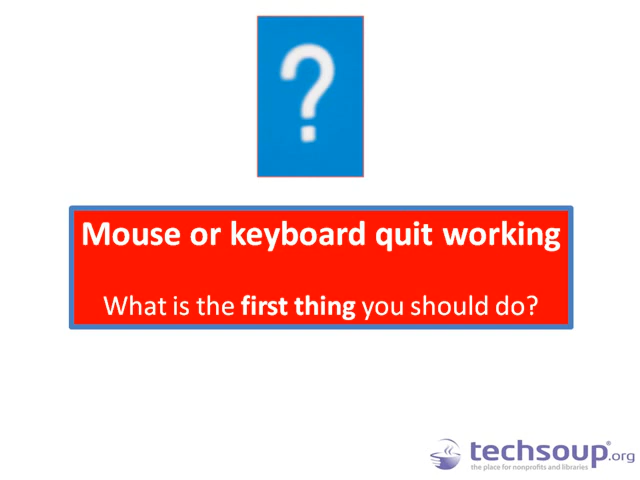 ?
Mouse or keyboard quit working
What is the first thing you should do?
techsoup®.org
the place for nonprofits and libraries